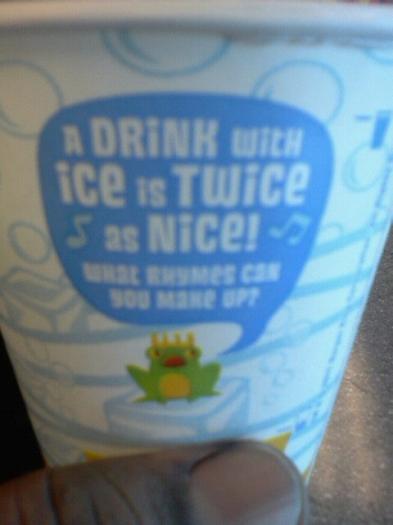 A DRINK WITH
ICE IS TWICE
AS NICE!
WHAT RHYMES CAN
YOU MAKE UP?